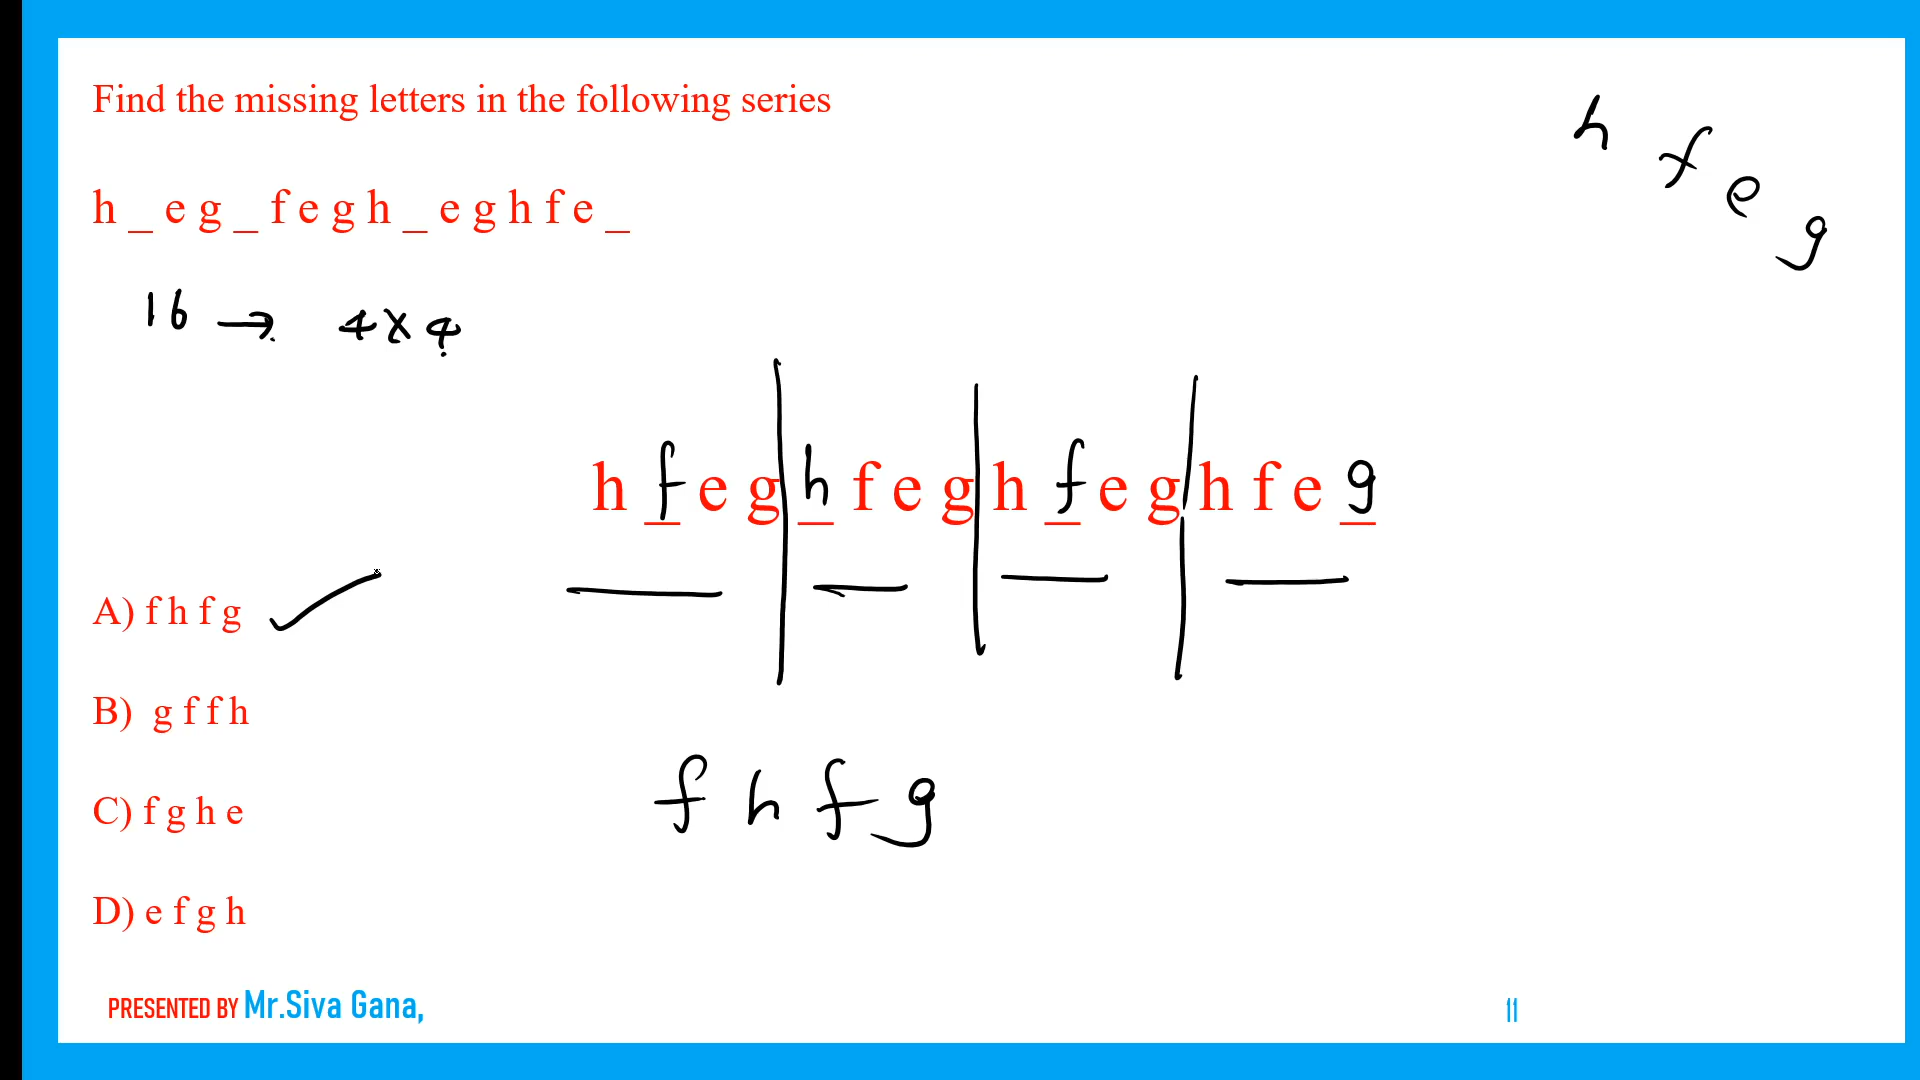 Find the missing letters in the following series
h f e g
h _ e g _ f e g h _ e g h f e _
16 → 4x4
h f e g h f e g h f e g h f e g
A) f h f g
B) g f f h
f h f g
C) f g h e
D) e f g h
PRESENTED BY Mr.Siva Gana,
11